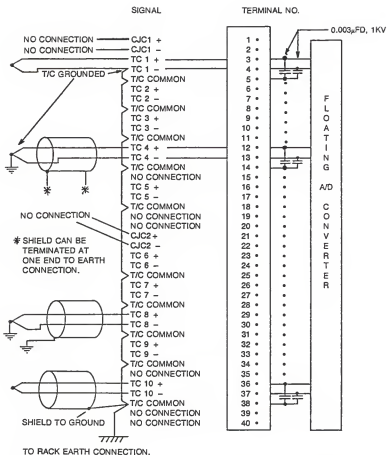 SIGNAL TERMINAL NO.
0.003µFD, 1KV
NO CONNECTION CJC1 + 1
NO CONNECTION CJC1 − 2
TC 1 + 3
TC 1 − 4
T/C GROUNDED
T/C COMMON 5
TC 2 + 6
TC 2 − 7
T/C COMMON 8
TC 3 + 9
TC 3 − 10
T/C COMMON 11
TC 4 + 12
TC 4 − 13
T/C COMMON 14
NO CONNECTION 15
TC 5 + 16
TC 5 − 17
T/C COMMON 18
NO CONNECTION 19
NO CONNECTION 20
NO CONNECTION CJC2+ 21
CJC2 − 22
TC 6 + 23
TC 6 − 24
T/C COMMON 25
TC 7 + 26
TC 7 − 27
T/C COMMON 28
TC 8 + 29
TC 8 − 30
T/C COMMON 31
TC 9 + 32
TC 9 − 33
T/C COMMON 34
NO CONNECTION 35
TC 10 + 36
TC 10 − 37
T/C COMMON 38
NO CONNECTION 39
NO CONNECTION 40
* *
* SHIELD CAN BE
TERMINATED AT
ONE END TO EARTH
CONNECTION.
SHIELD TO GROUND
TO RACK EARTH CONNECTION.
FLOATING
A/D
CONVERTER